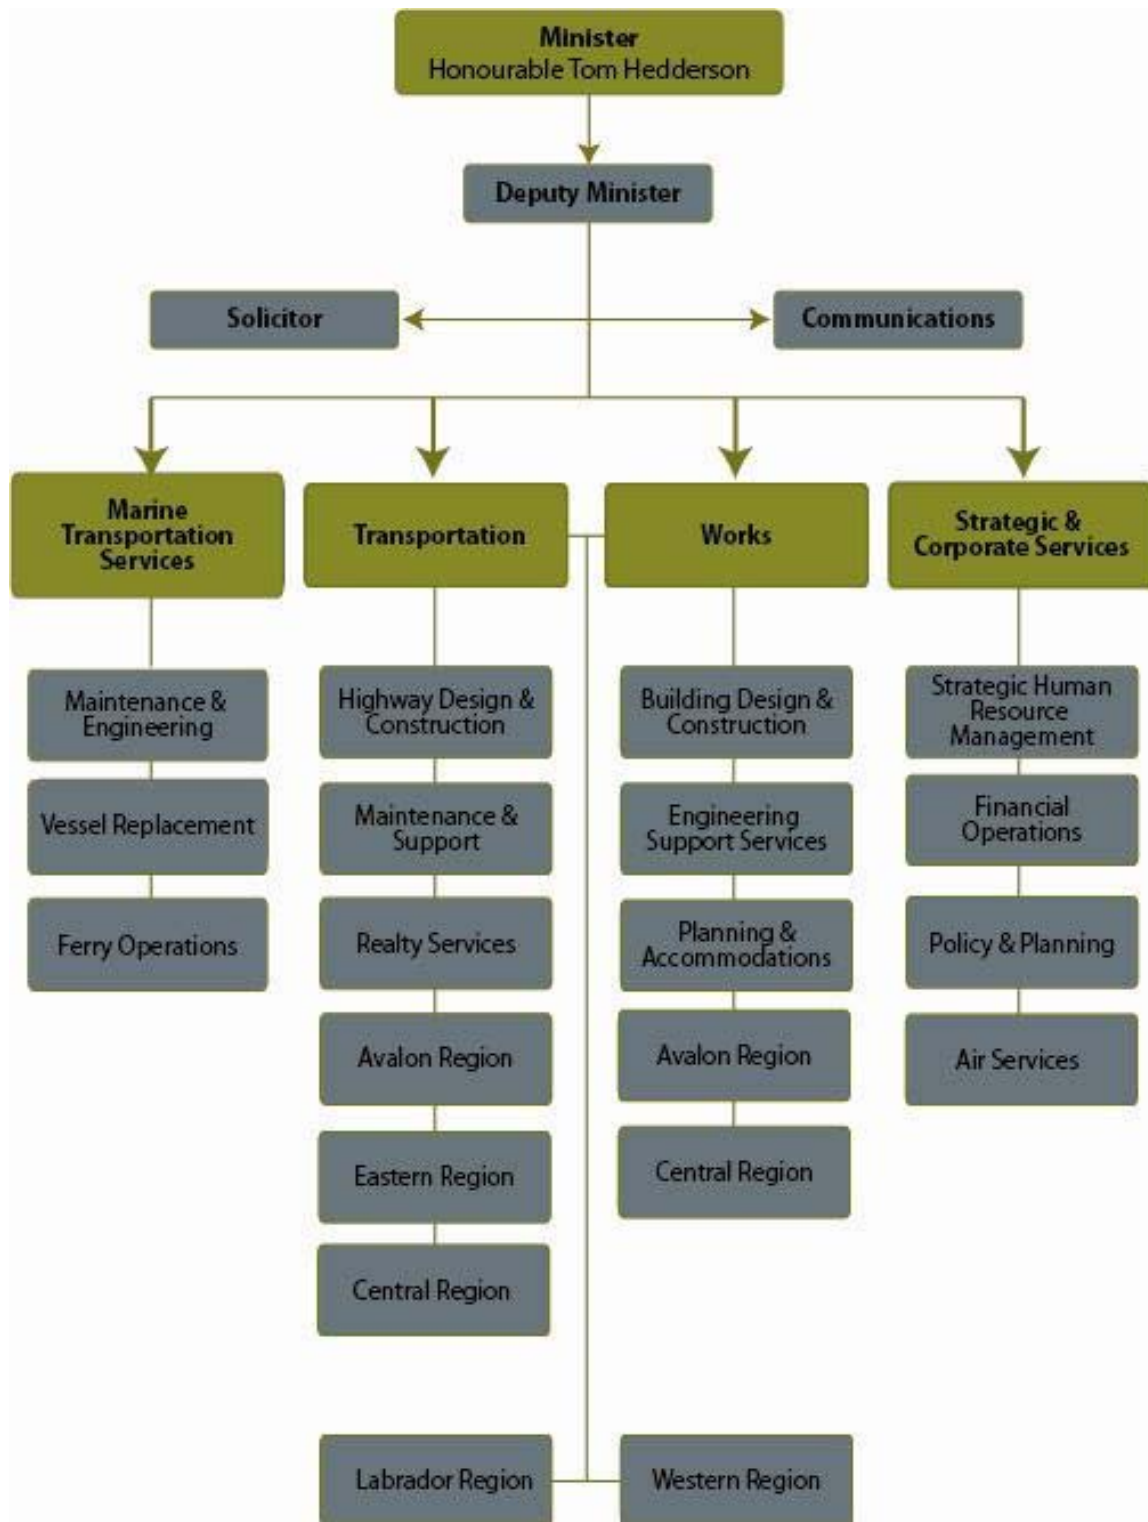 Minister
Honourable Tom Hedderson
Deputy Minister
Solicitor
Communications
Marine
Transportation
Services
Transportation
Works
Strategic &
Corporate Services
Maintenance &
Engineering
Vessel Replacement
Ferry Operations
Highway Design &
Construction
Maintenance &
Support
Realty Services
Avalon Region
Eastern Region
Central Region
Building Design &
Construction
Engineering
Support Services
Planning &
Accommodations
Avalon Region
Central Region
Strategic Human
Resource
Management
Financial
Operations
Policy & Planning
Air Services
Labrador Region
Western Region